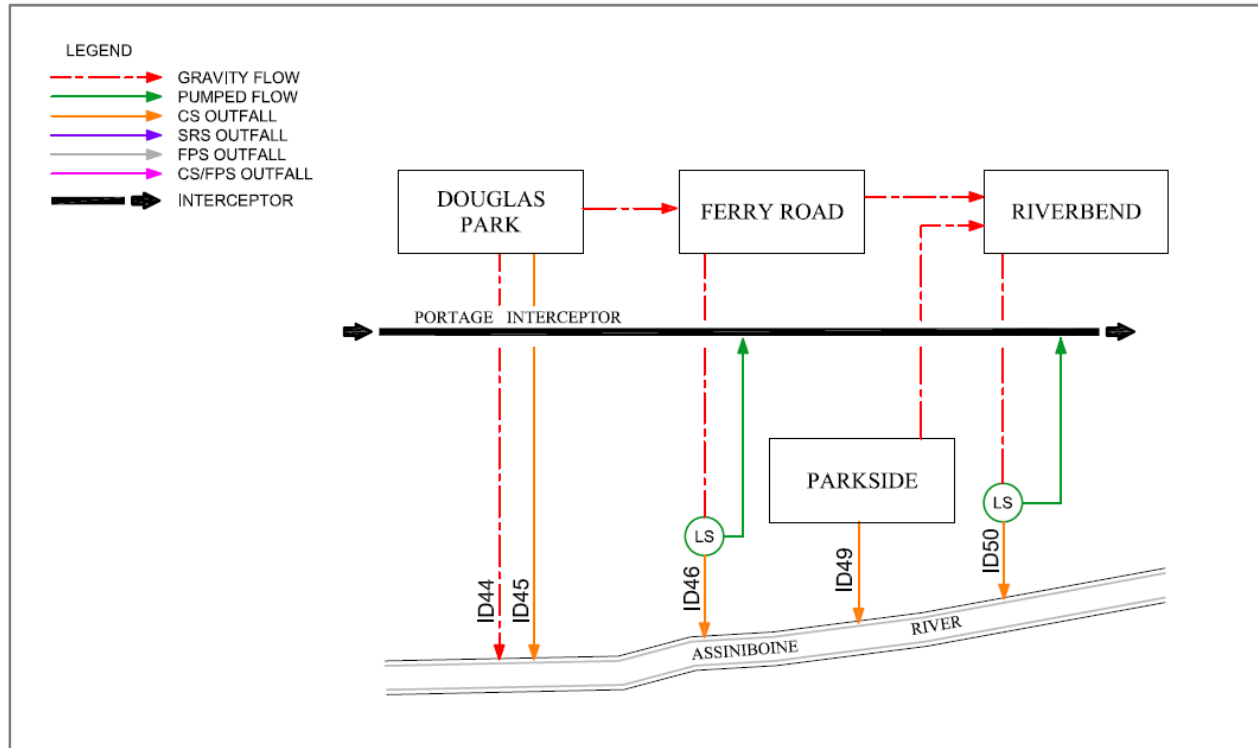 LEGEND
GRAVITY FLOW
PUMPED FLOW
CS OUTFALL
SRS OUTFALL
FPS OUTFALL
CS/FPS OUTFALL
INTERCEPTOR
DOUGLAS
PARK
FERRY ROAD
RIVERBEND
PORTAGE INTERCEPTOR
PARKSIDE
LS
LS
ID44
ID45
ID46
ID49
ID50
ASSINIBOINE
RIVER